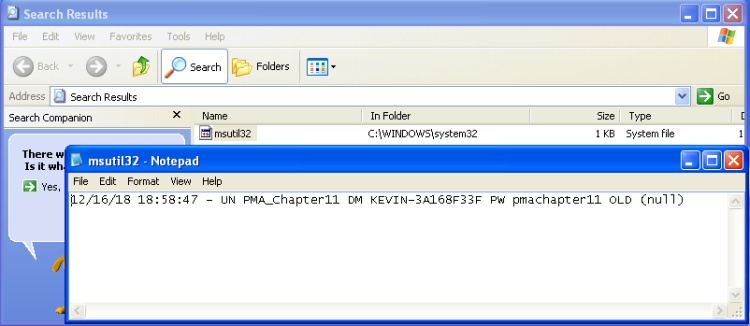 Search Results
File Edit View Favorites Tools Help
Back Search Folders
Address Search Results Go
Search Companion X Name In Folder Size Type
msutil32 C:\WINDOWS\system32 1 KB System file 1
There w
Is it wha
Yes,
msutil32 - Notepad
File Edit Format View Help
12/16/18 18:58:47 - UN PMA_Chapter11 DM KEVIN-3A168F33F PW pmachapter11 OLD (null)